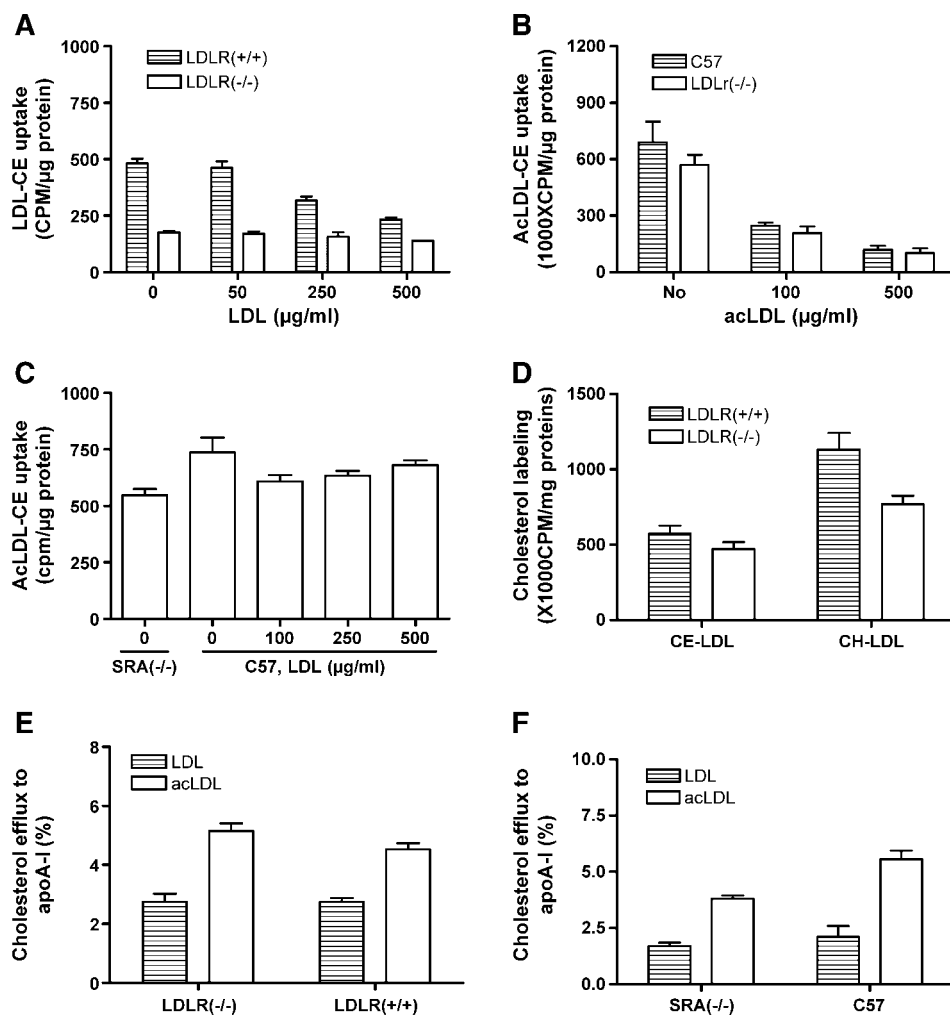 A
LDL-CE uptake
(CPM/µg protein)
1000
750
500
250
0
LDLR(+/+)
LDLR(-/-)
0 50 250 500
LDL (µg/ml)
B
AcLDL-CE uptake
(1000XCPM/µg protein)
1200
900
600
300
0
C57
LDLr(-/-)
No 100 500
acLDL (µg/ml)
C
AcLDL-CE uptake
(cpm/µg protein)
1000
750
500
250
0
0 0 100 250 500
SRA(-/-) C57, LDL (µg/ml)
D
Cholesterol labeling
(X1000CPM/mg proteins)
1500
1000
500
0
LDLR(+/+)
LDLR(-/-)
CE-LDL CH-LDL
E
Cholesterol efflux to
apoA-I (%)
8
6
4
2
0
LDL
acLDL
LDLR(-/-) LDLR(+/+)
F
Cholesterol efflux to
apoA-I (%)
10.0
7.5
5.0
2.5
0.0
LDL
acLDL
SRA(-/-) C57